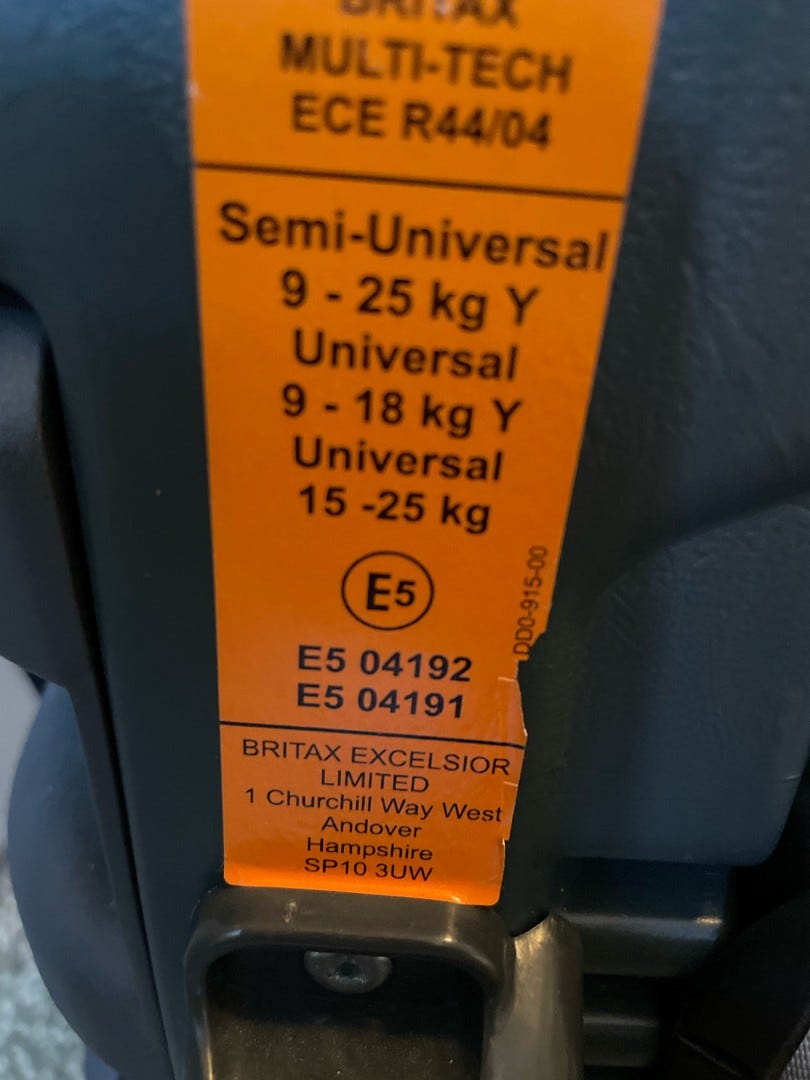 BRITAX
MULTI-TECH
ECE R44/04
Semi-Universal
9 - 25 kg Y
Universal
9 - 18 kg Y
Universal
15 -25 kg
E5
DD0-915-00
E5 04192
E5 04191
BRITAX EXCELSIOR
LIMITED
1 Churchill Way West
Andover
Hampshire
SP10 3UW